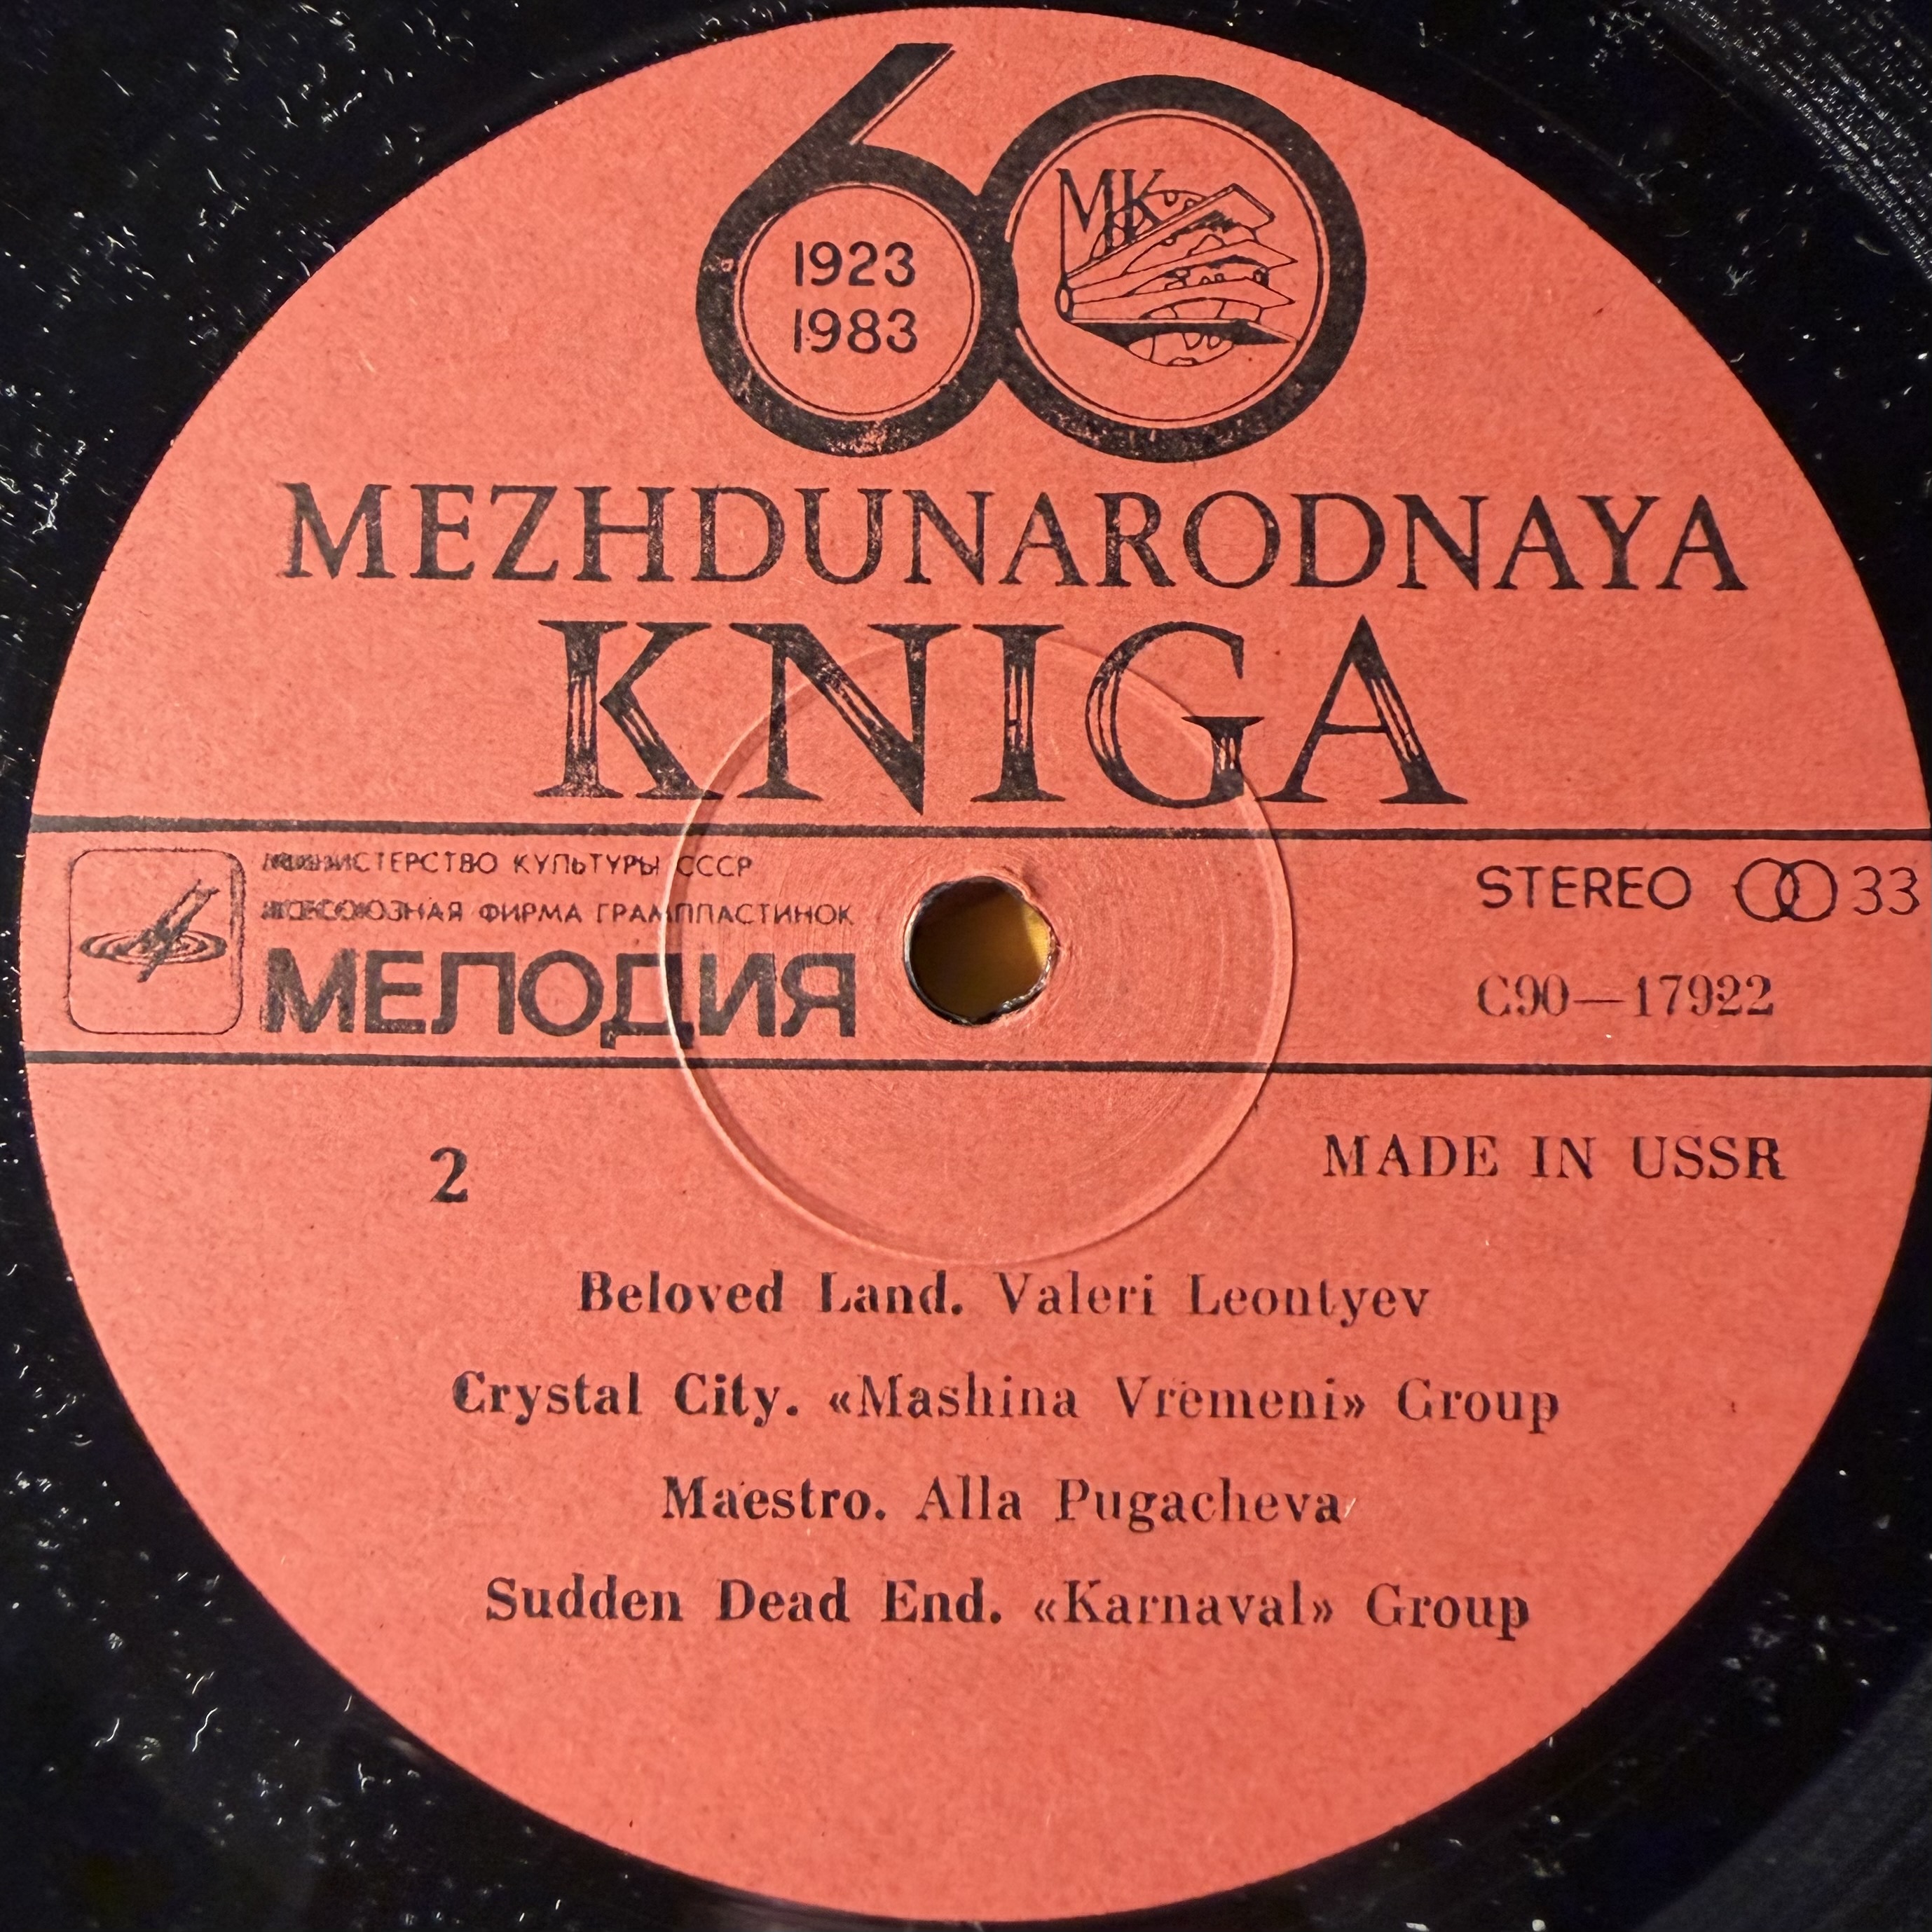 60
1923
1983
MK
MEZHDUNARODNAYA
KNIGA
МИНИСТЕРСТВО КУЛЬТУРЫ СССР
ВСЕСОЮЗНАЯ ФИРМА ГРАМПЛАСТИНОК
МЕЛОДИЯ
STEREO 33
С90—17922
2
MADE IN USSR
Beloved Land. Valeri Leontyev
Crystal City. «Mashina Vremeni» Group
Maestro. Alla Pugacheva
Sudden Dead End. «Karnaval» Group